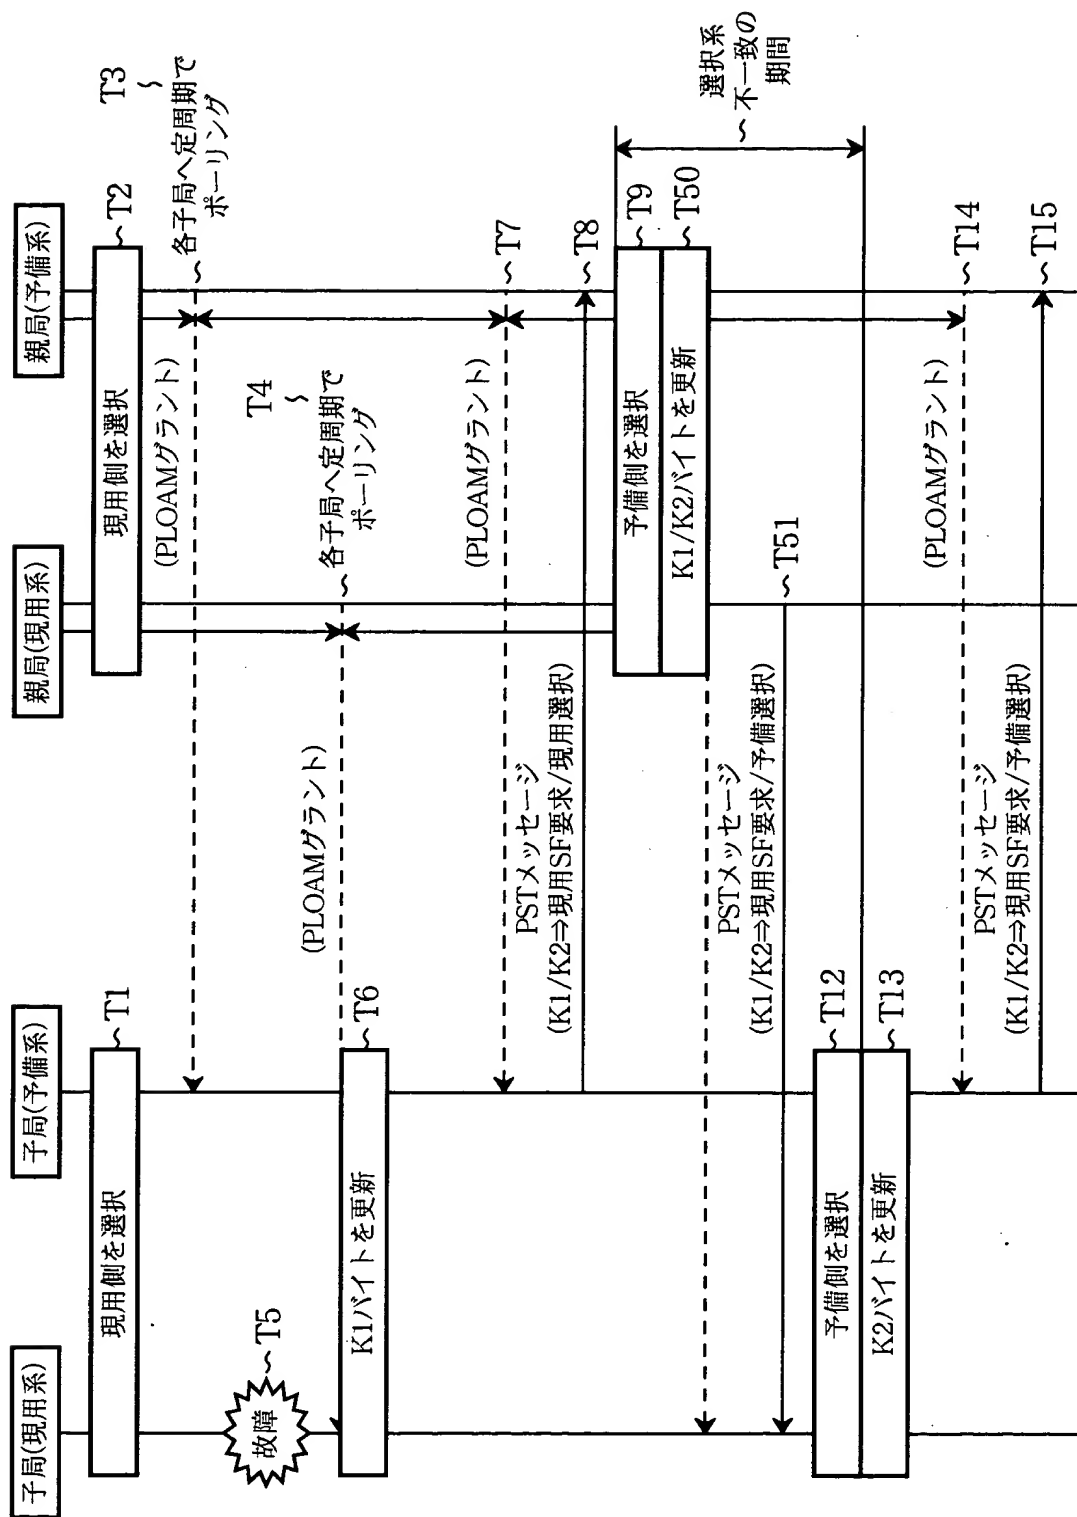 子局(現用系)
子局(予備系)
親局(現用系)
親局(予備系)
現用側を選択
T1
現用側を選択
T2
(PLOAMグラント)
T3
各子局へ定周期で
ポーリング
故障
T5
(PLOAMグラント)
T4
各子局へ定周期で
ポーリング
K1バイトを更新
T6
(PLOAMグラント)
T7
PSTメッセージ
(K1/K2⇒現用SF要求/現用選択)
T8
予備側を選択
T9
K1/K2バイトを更新
T50
選択系
不一致の
期間
PSTメッセージ
(K1/K2⇒現用SF要求/予備選択)
T51
予備側を選択
T12
K2バイトを更新
T13
(PLOAMグラント)
T14
PSTメッセージ
(K1/K2⇒現用SF要求/予備選択)
T15